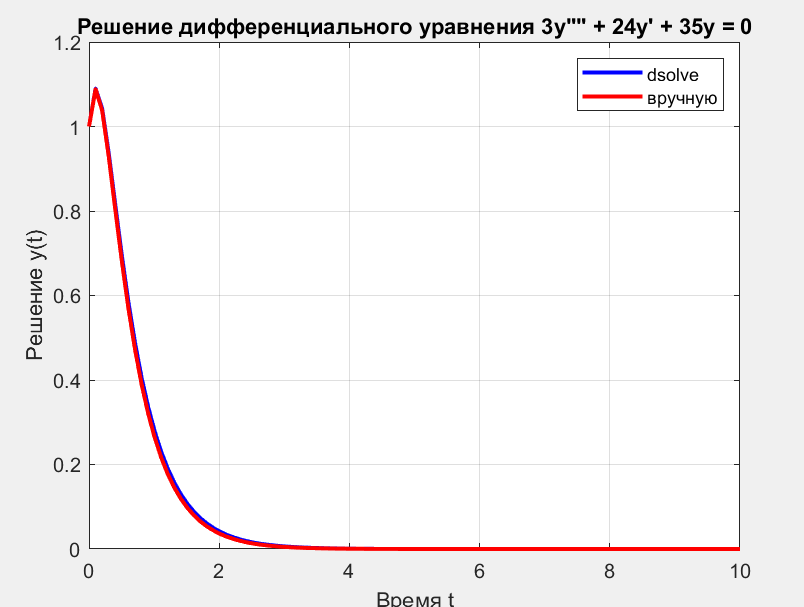 Решение дифференциального уравнения 3y"" + 24y' + 35y = 0
1.2
1
0.8
0.6
0.4
0.2
0
Решение y(t)
dsolve
вручную
0 2 4 6 8 10
Время t